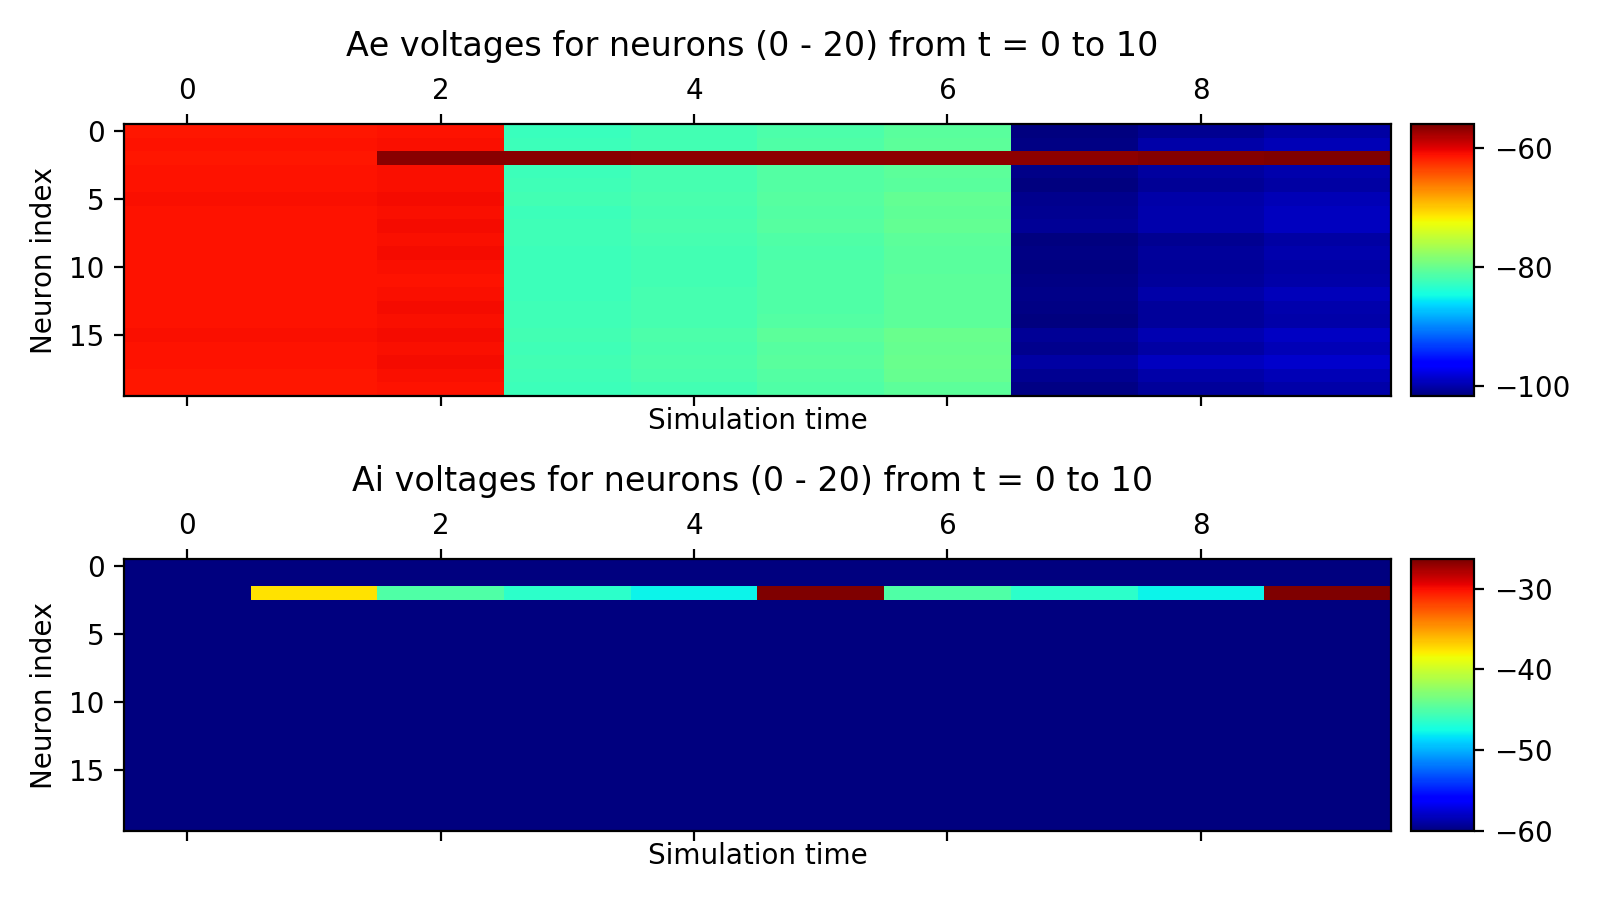 Ae voltages for neurons (0 - 20) from t = 0 to 10
0 2 4 6 8
Neuron index
0
5
10
15
−60
−80
−100
Simulation time
Ai voltages for neurons (0 - 20) from t = 0 to 10
0 2 4 6 8
Neuron index
0
5
10
15
−30
−40
−50
−60
Simulation time